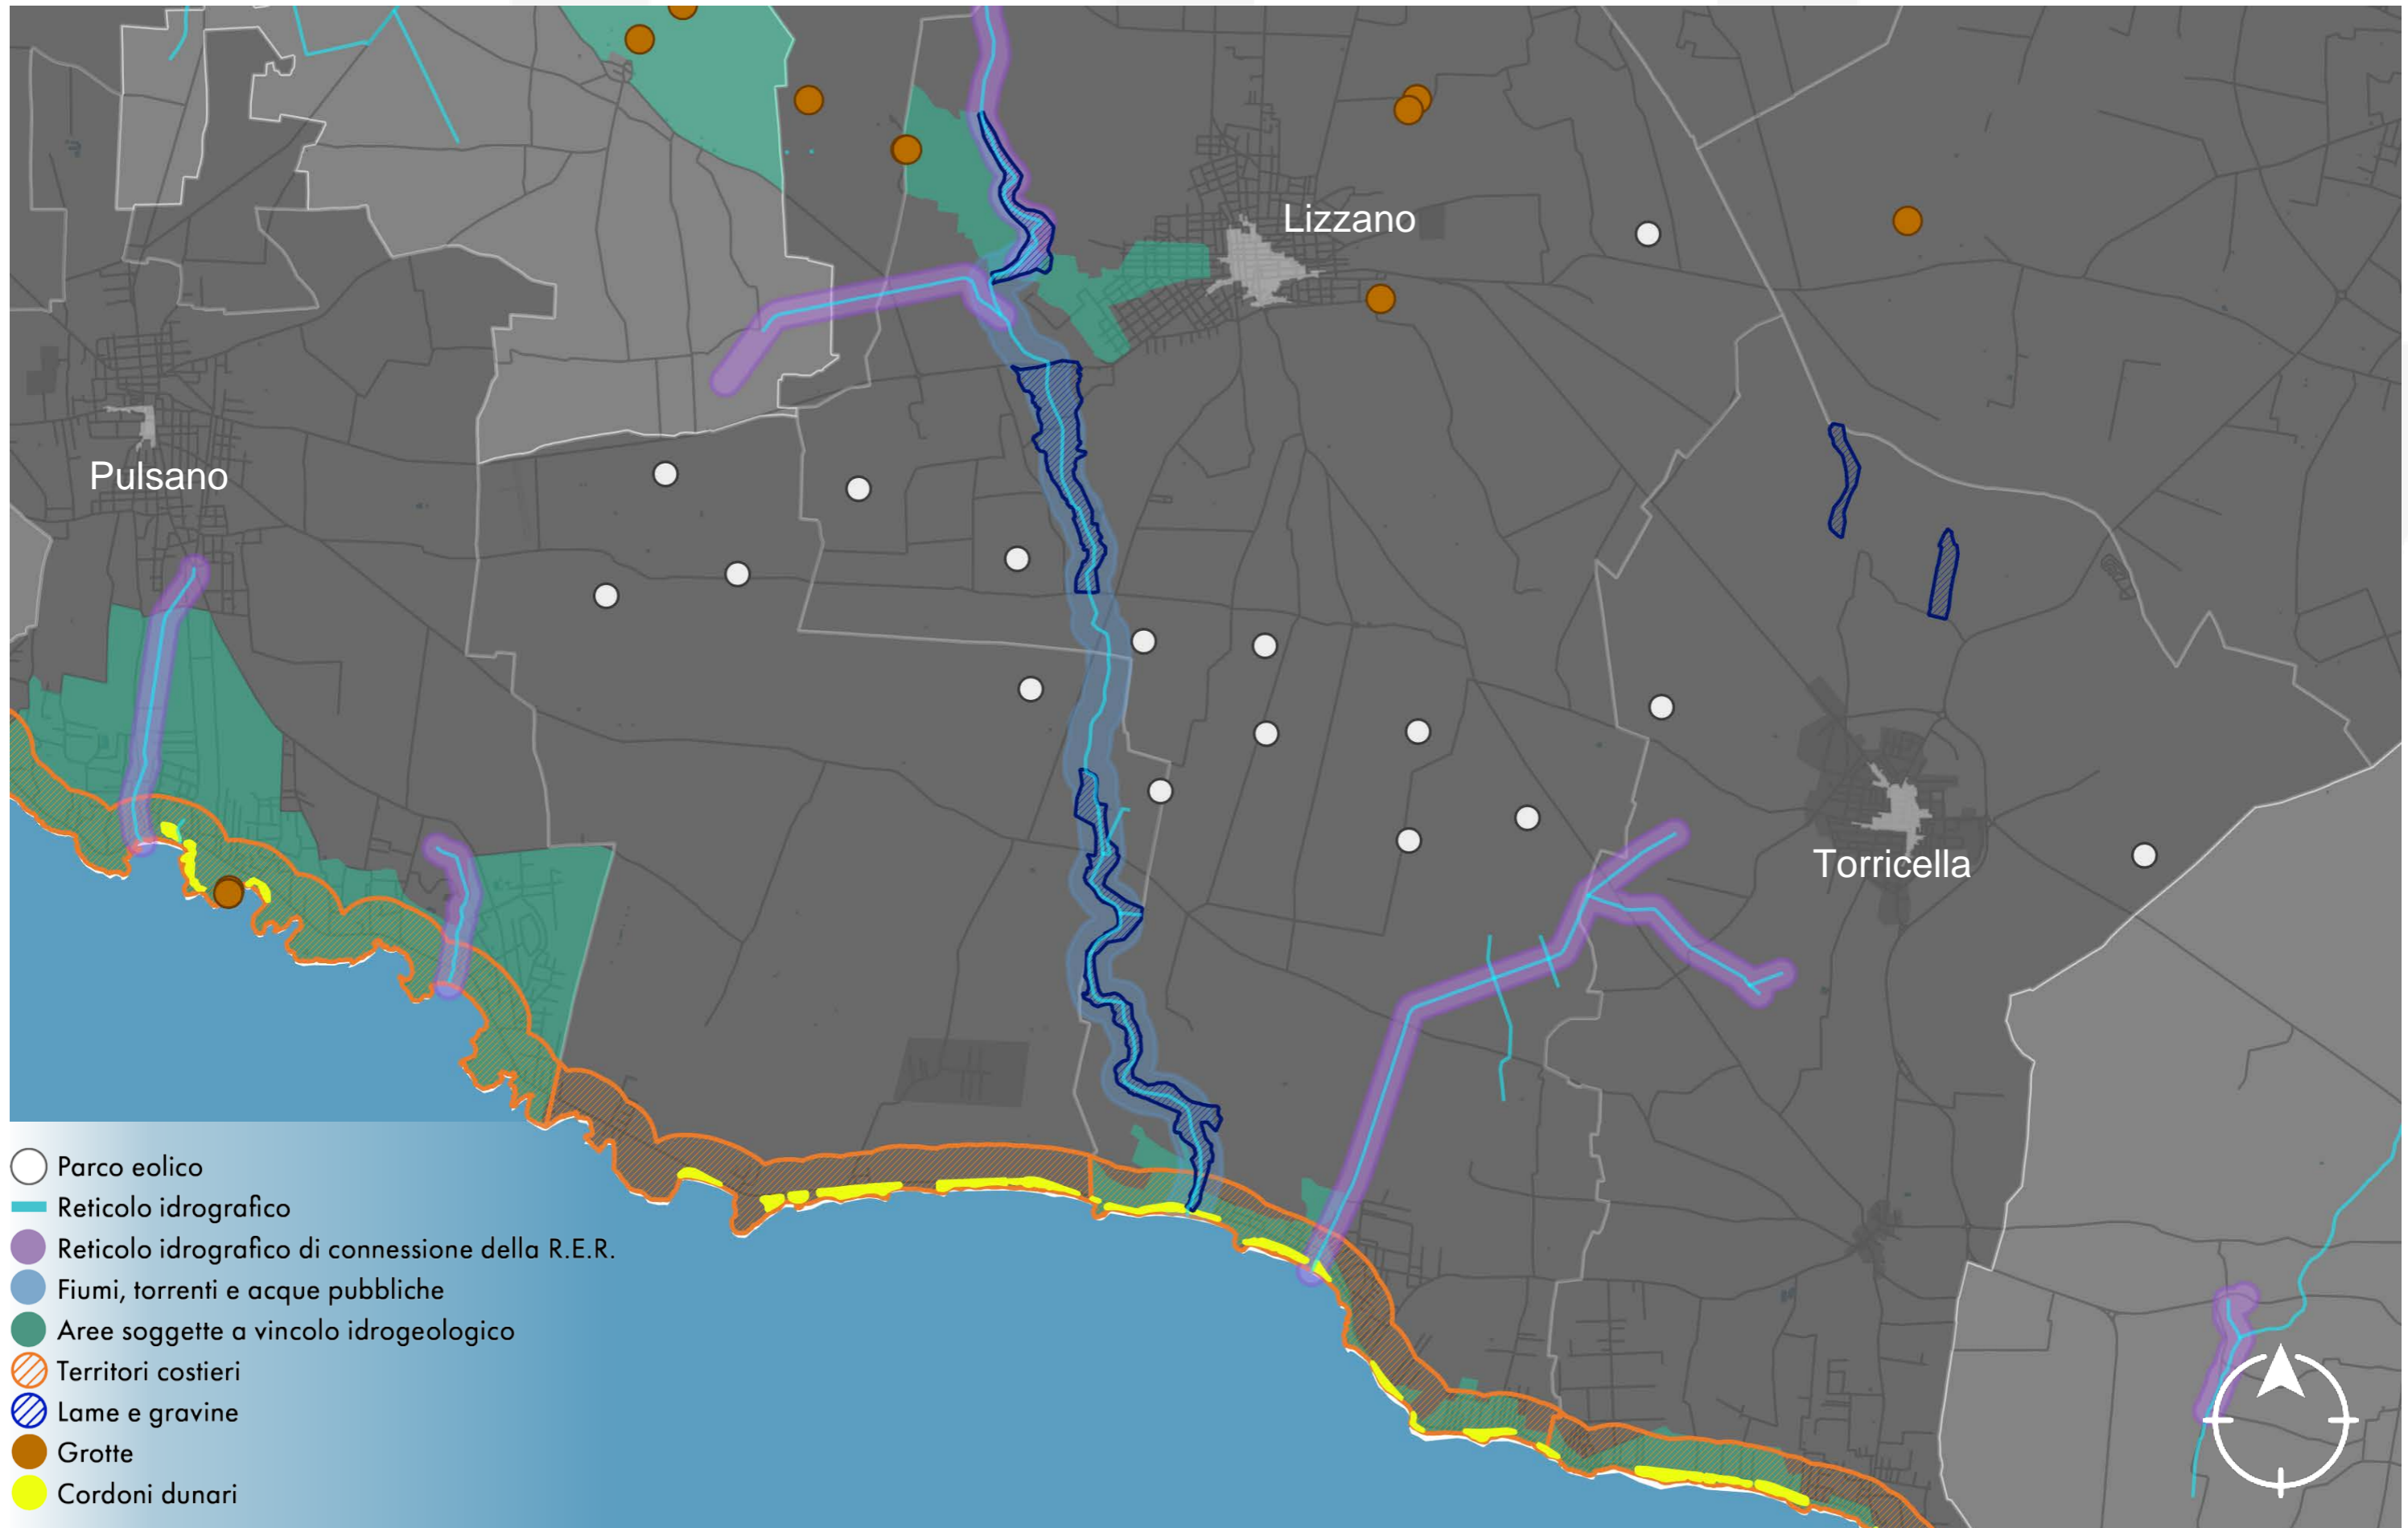 Lizzano
Pulsano
Torricella
Parco eolico
Reticolo idrografico
Reticolo idrografico di connessione della R.E.R.
Fiumi, torrenti e acque pubbliche
Aree soggette a vincolo idrogeologico
Territori costieri
Lame e gravine
Grotte
Cordoni dunari